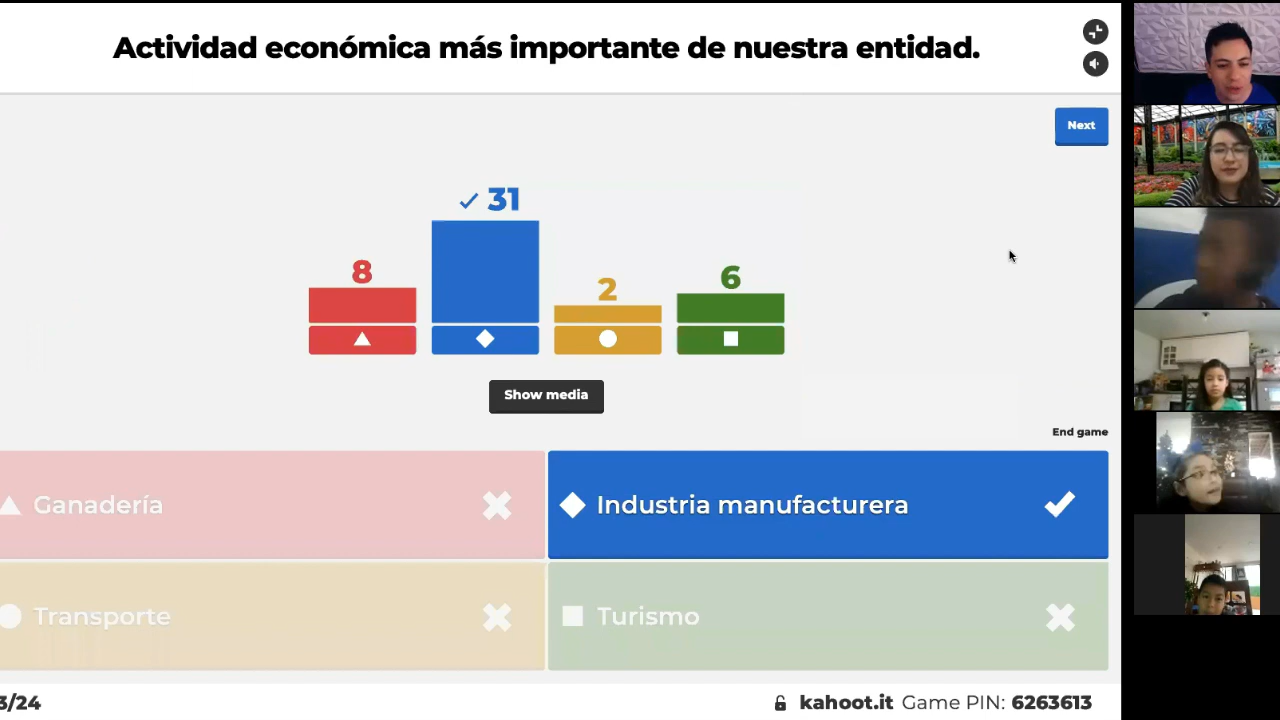 Actividad económica más importante de nuestra entidad.
Next
31
8
6
2
Show media
End game
Ganadería
Industria manufacturera
Transporte
Turismo
3/24
kahoot.it Game PIN: 6263613